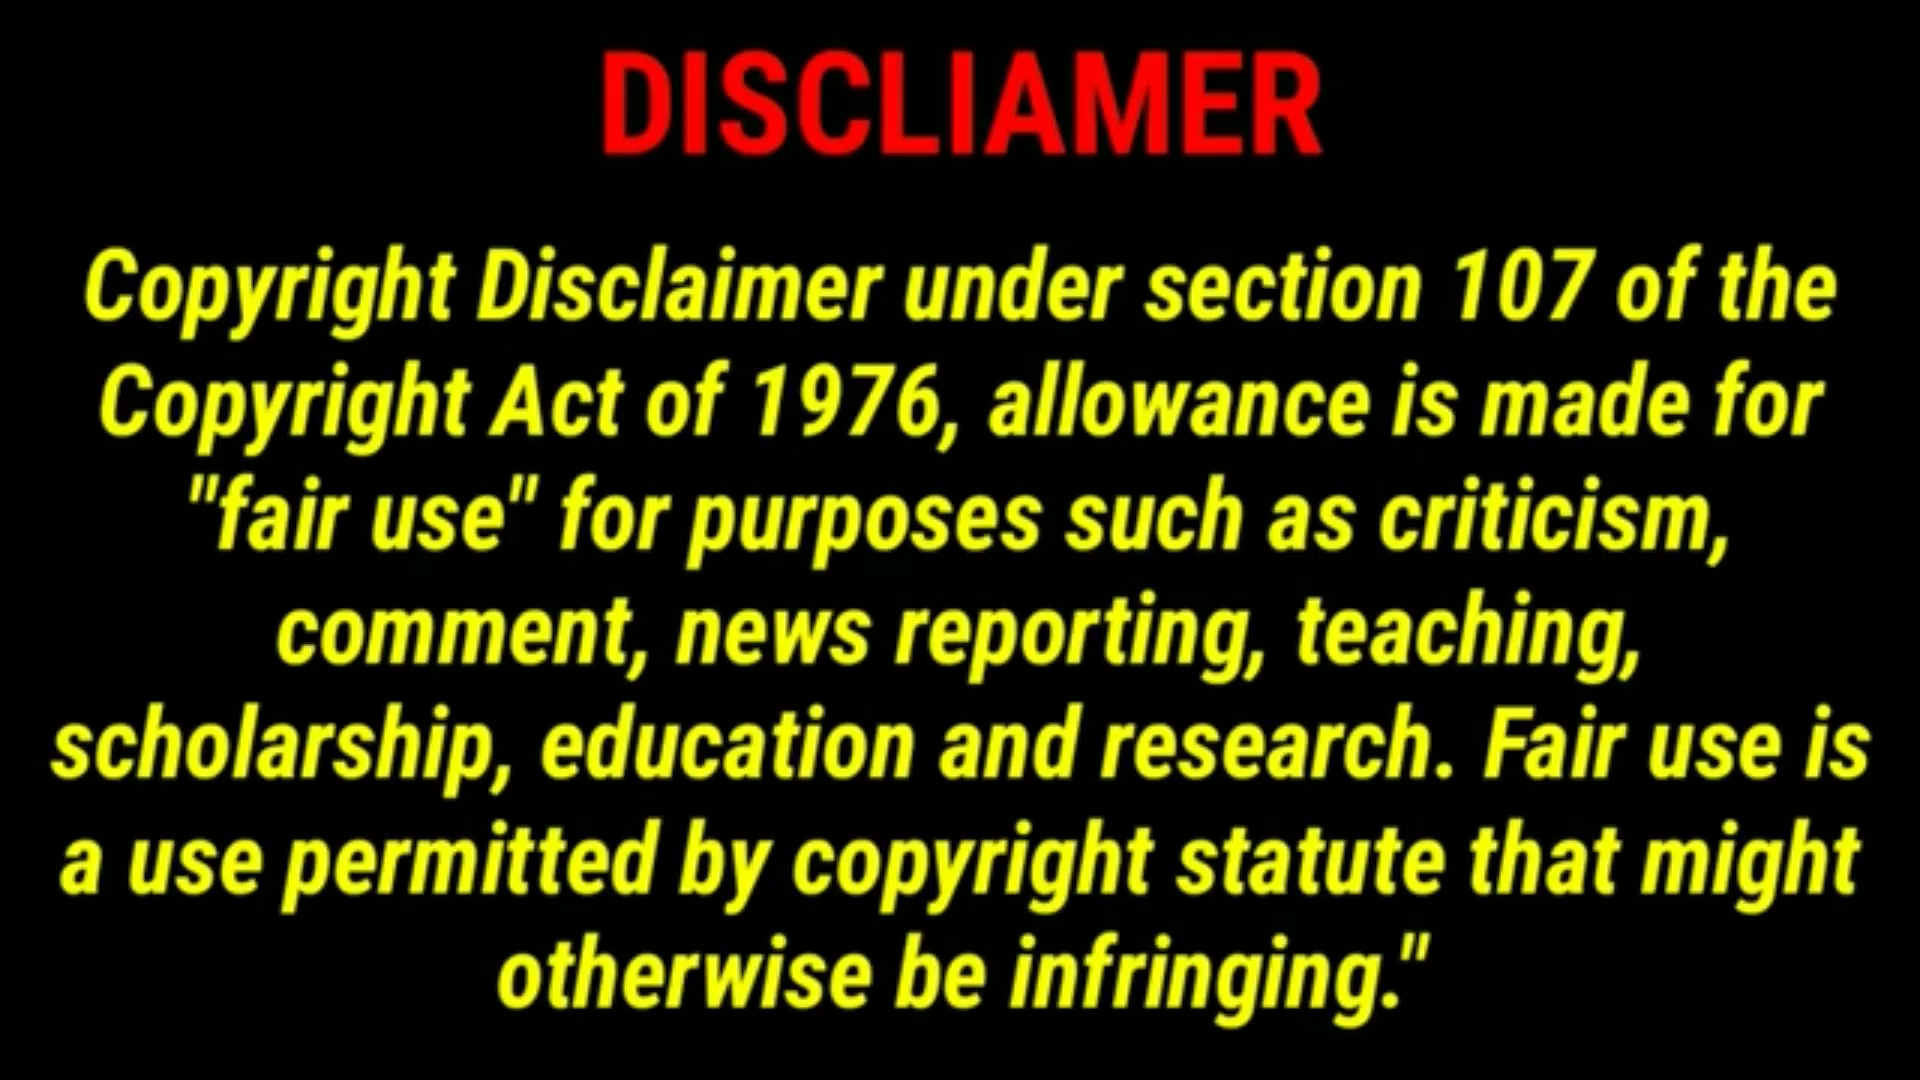 DISCLIAMER
Copyright Disclaimer under section 107 of the
Copyright Act of 1976, allowance is made for
"fair use" for purposes such as criticism,
comment, news reporting, teaching,
scholarship, education and research. Fair use is
a use permitted by copyright statute that might
otherwise be infringing."